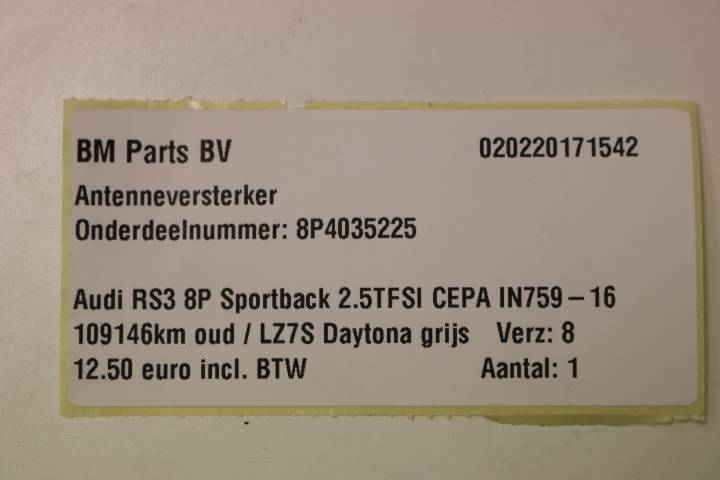 BM Parts BV 020220171542
Antenneversterker
Onderdeelnummer: 8P4035225
Audi RS3 8P Sportback 2.5TFSI CEPA IN759 – 16
109146km oud / LZ7S Daytona grijs Verz: 8
12.50 euro incl. BTW Aantal: 1